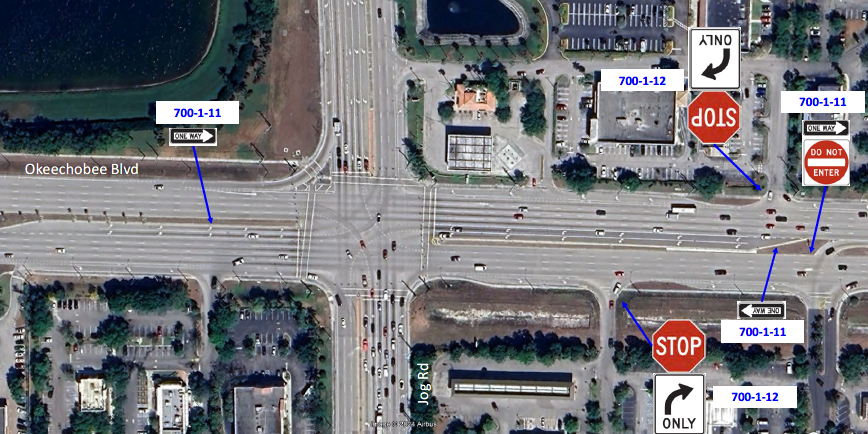 ONLY
700-1-12
STOP
700-1-11
ONE WAY
DO NOT
ENTER
700-1-11
ONE WAY
Okeechobee Blvd
ONE WAY
700-1-11
STOP
ONLY
700-1-12
Jog Rd